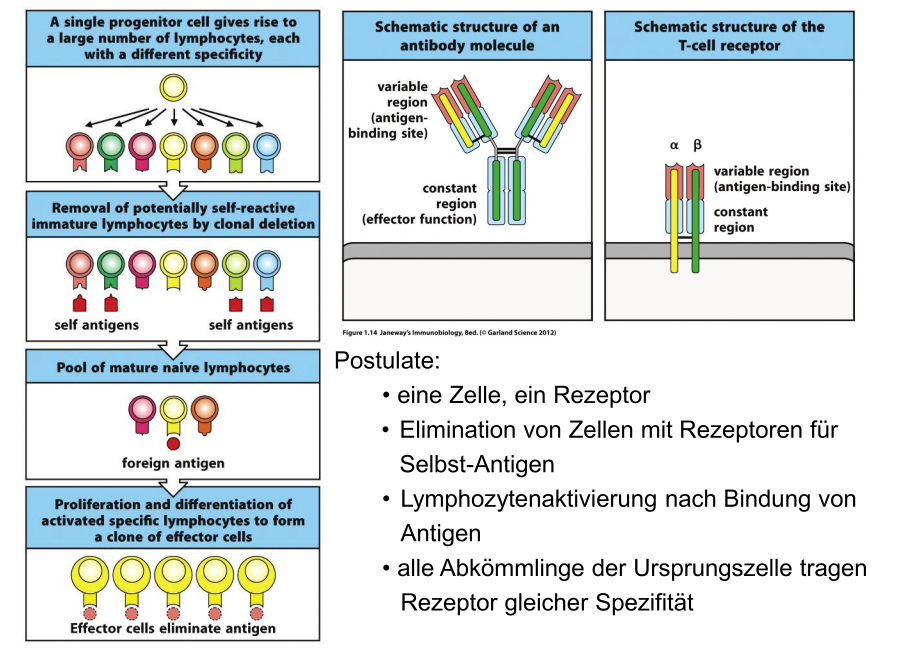 A single progenitor cell gives rise to
a large number of lymphocytes, each
with a different specificity
Removal of potentially self-reactive
immature lymphocytes by clonal deletion
self antigens
self antigens
Pool of mature naive lymphocytes
foreign antigen
Proliferation and differentiation of
activated specific lymphocytes to form
a clone of effector cells
Effector cells eliminate antigen
Schematic structure of an
antibody molecule
variable
region
(antigen-
binding site)
constant
region
(effector function)
Schematic structure of the
T-cell receptor
α β
variable region
(antigen-binding site)
constant
region
Figure 1.14 Janeway's Immunobiology, 8ed. (© Garland Science 2012)
Postulate:
• eine Zelle, ein Rezeptor
• Elimination von Zellen mit Rezeptoren für
Selbst-Antigen
• Lymphozytenaktivierung nach Bindung von
Antigen
• alle Abkömmlinge der Ursprungszelle tragen
Rezeptor gleicher Spezifität